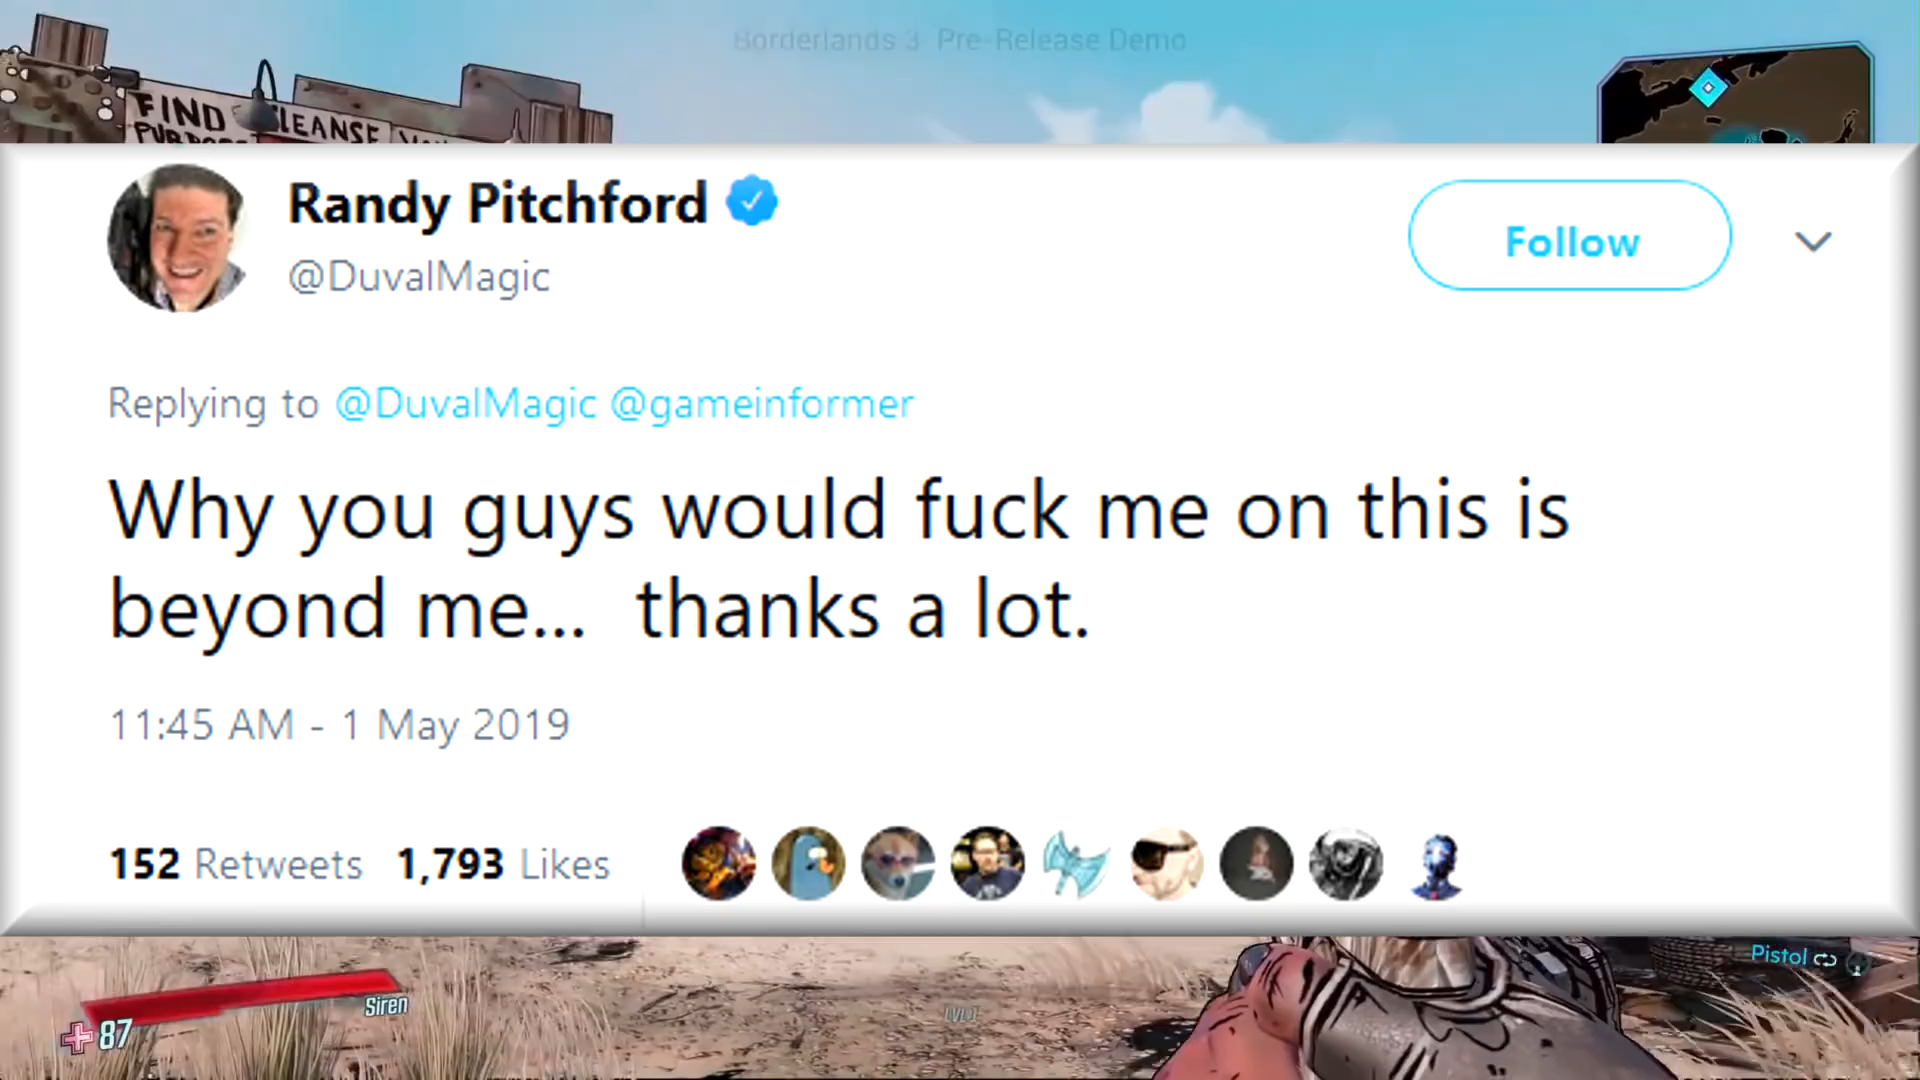 Borderlands 3 Pre-Release Demo
FIND CLEANSE
Randy Pitchford
@DuvalMagic
Follow
Replying to @DuvalMagic @gameinformer
Why you guys would fuck me on this is
beyond me... thanks a lot.
11:45 AM - 1 May 2019
152 Retweets 1,793 Likes
Pistol
Siren
87